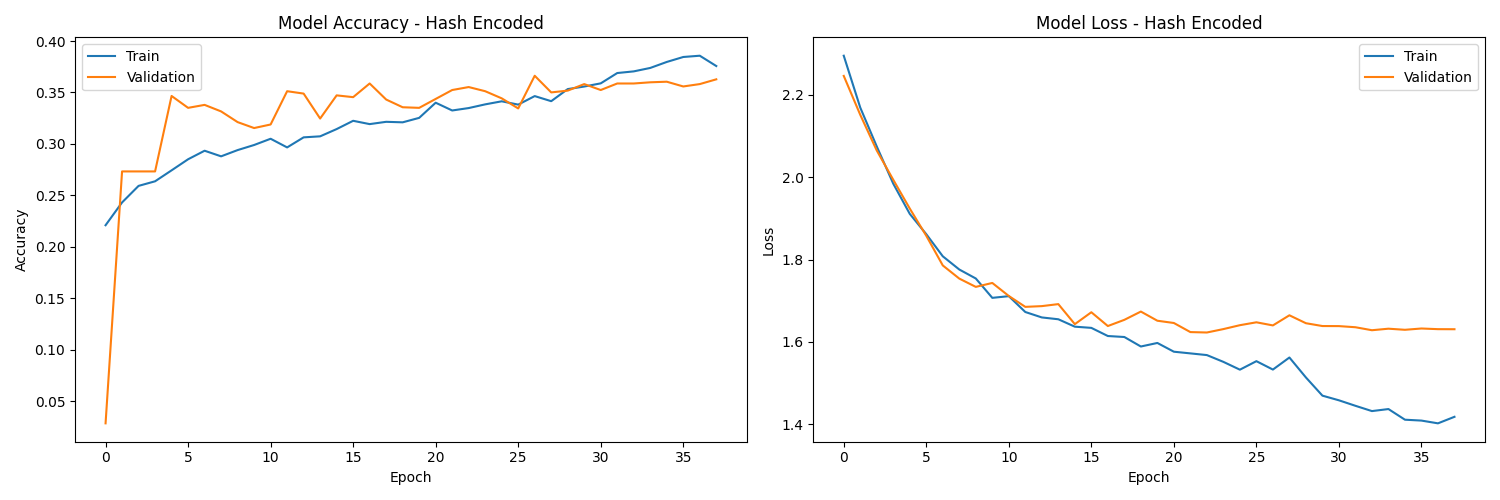 Model Accuracy - Hash Encoded
Train
Validation
0.40
0.35
0.30
0.25
0.20
0.15
0.10
0.05
Accuracy
0 5 10 15 20 25 30 35
Epoch
Model Loss - Hash Encoded
Train
Validation
2.2
2.0
1.8
1.6
1.4
Loss
0 5 10 15 20 25 30 35
Epoch